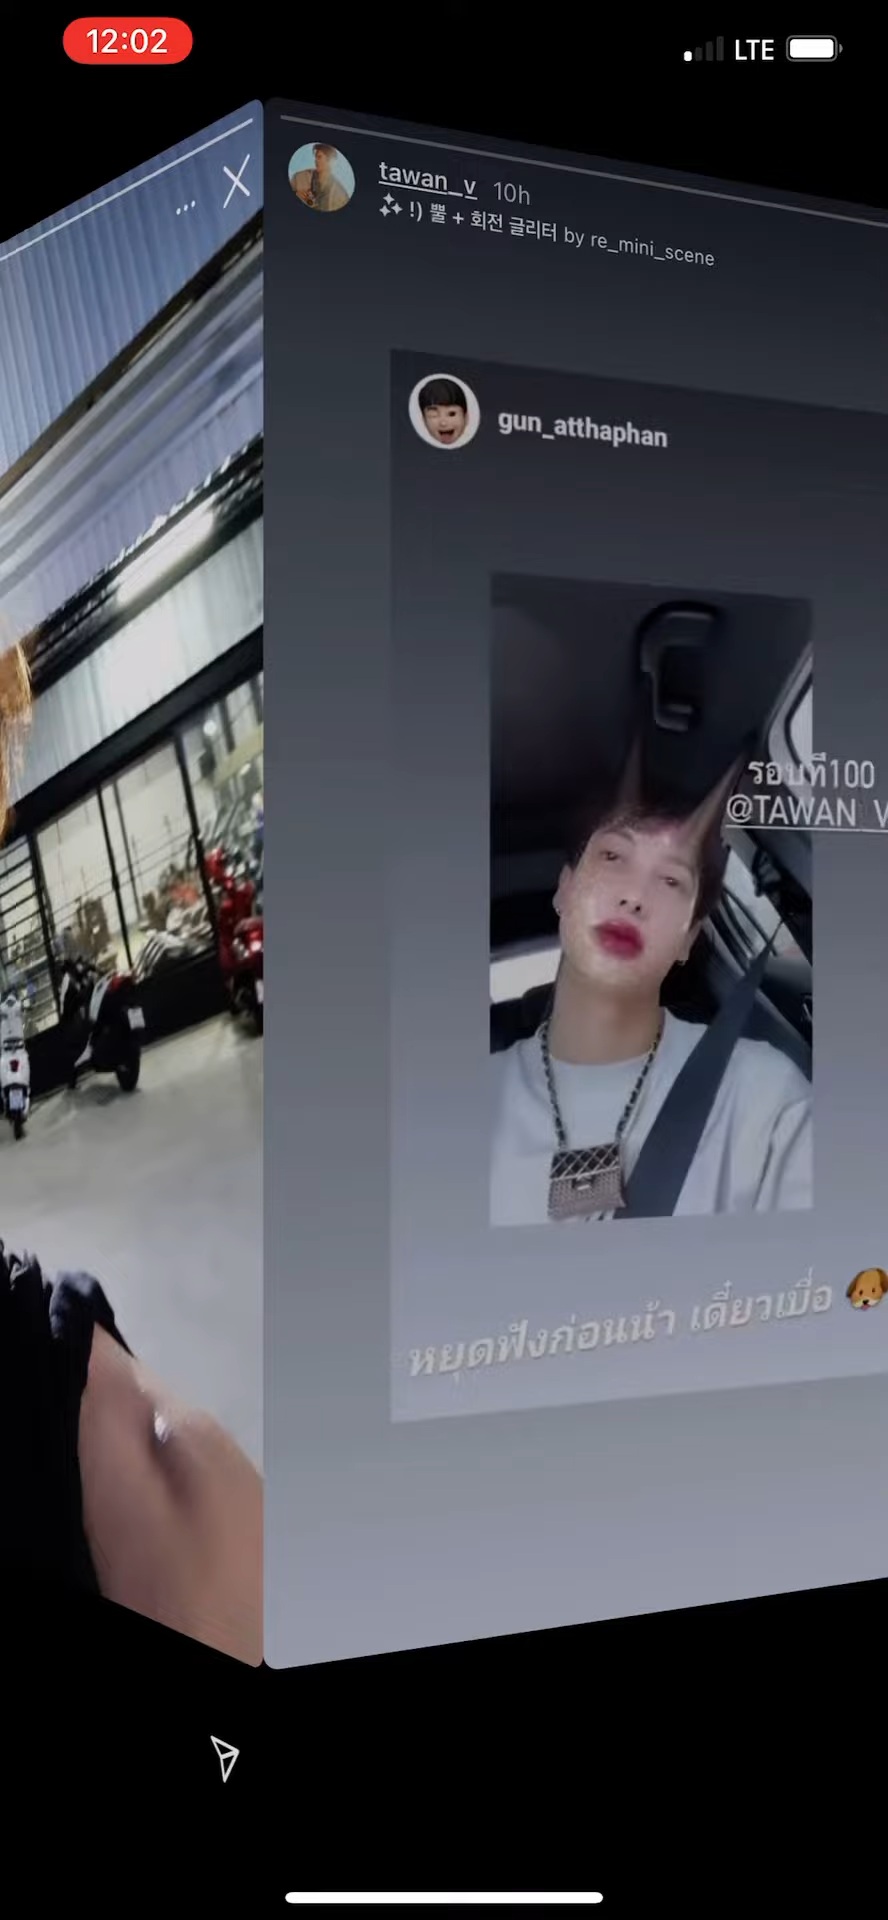 12:02
LTE
tawan_v 10h
!) 뿔 + 회전 글리터 by re_mini_scene
gun_atthaphan
รอบที่100
@TAWAN_V
หยุดฟังก่อนน้า เดี๋ยวเบื่อ